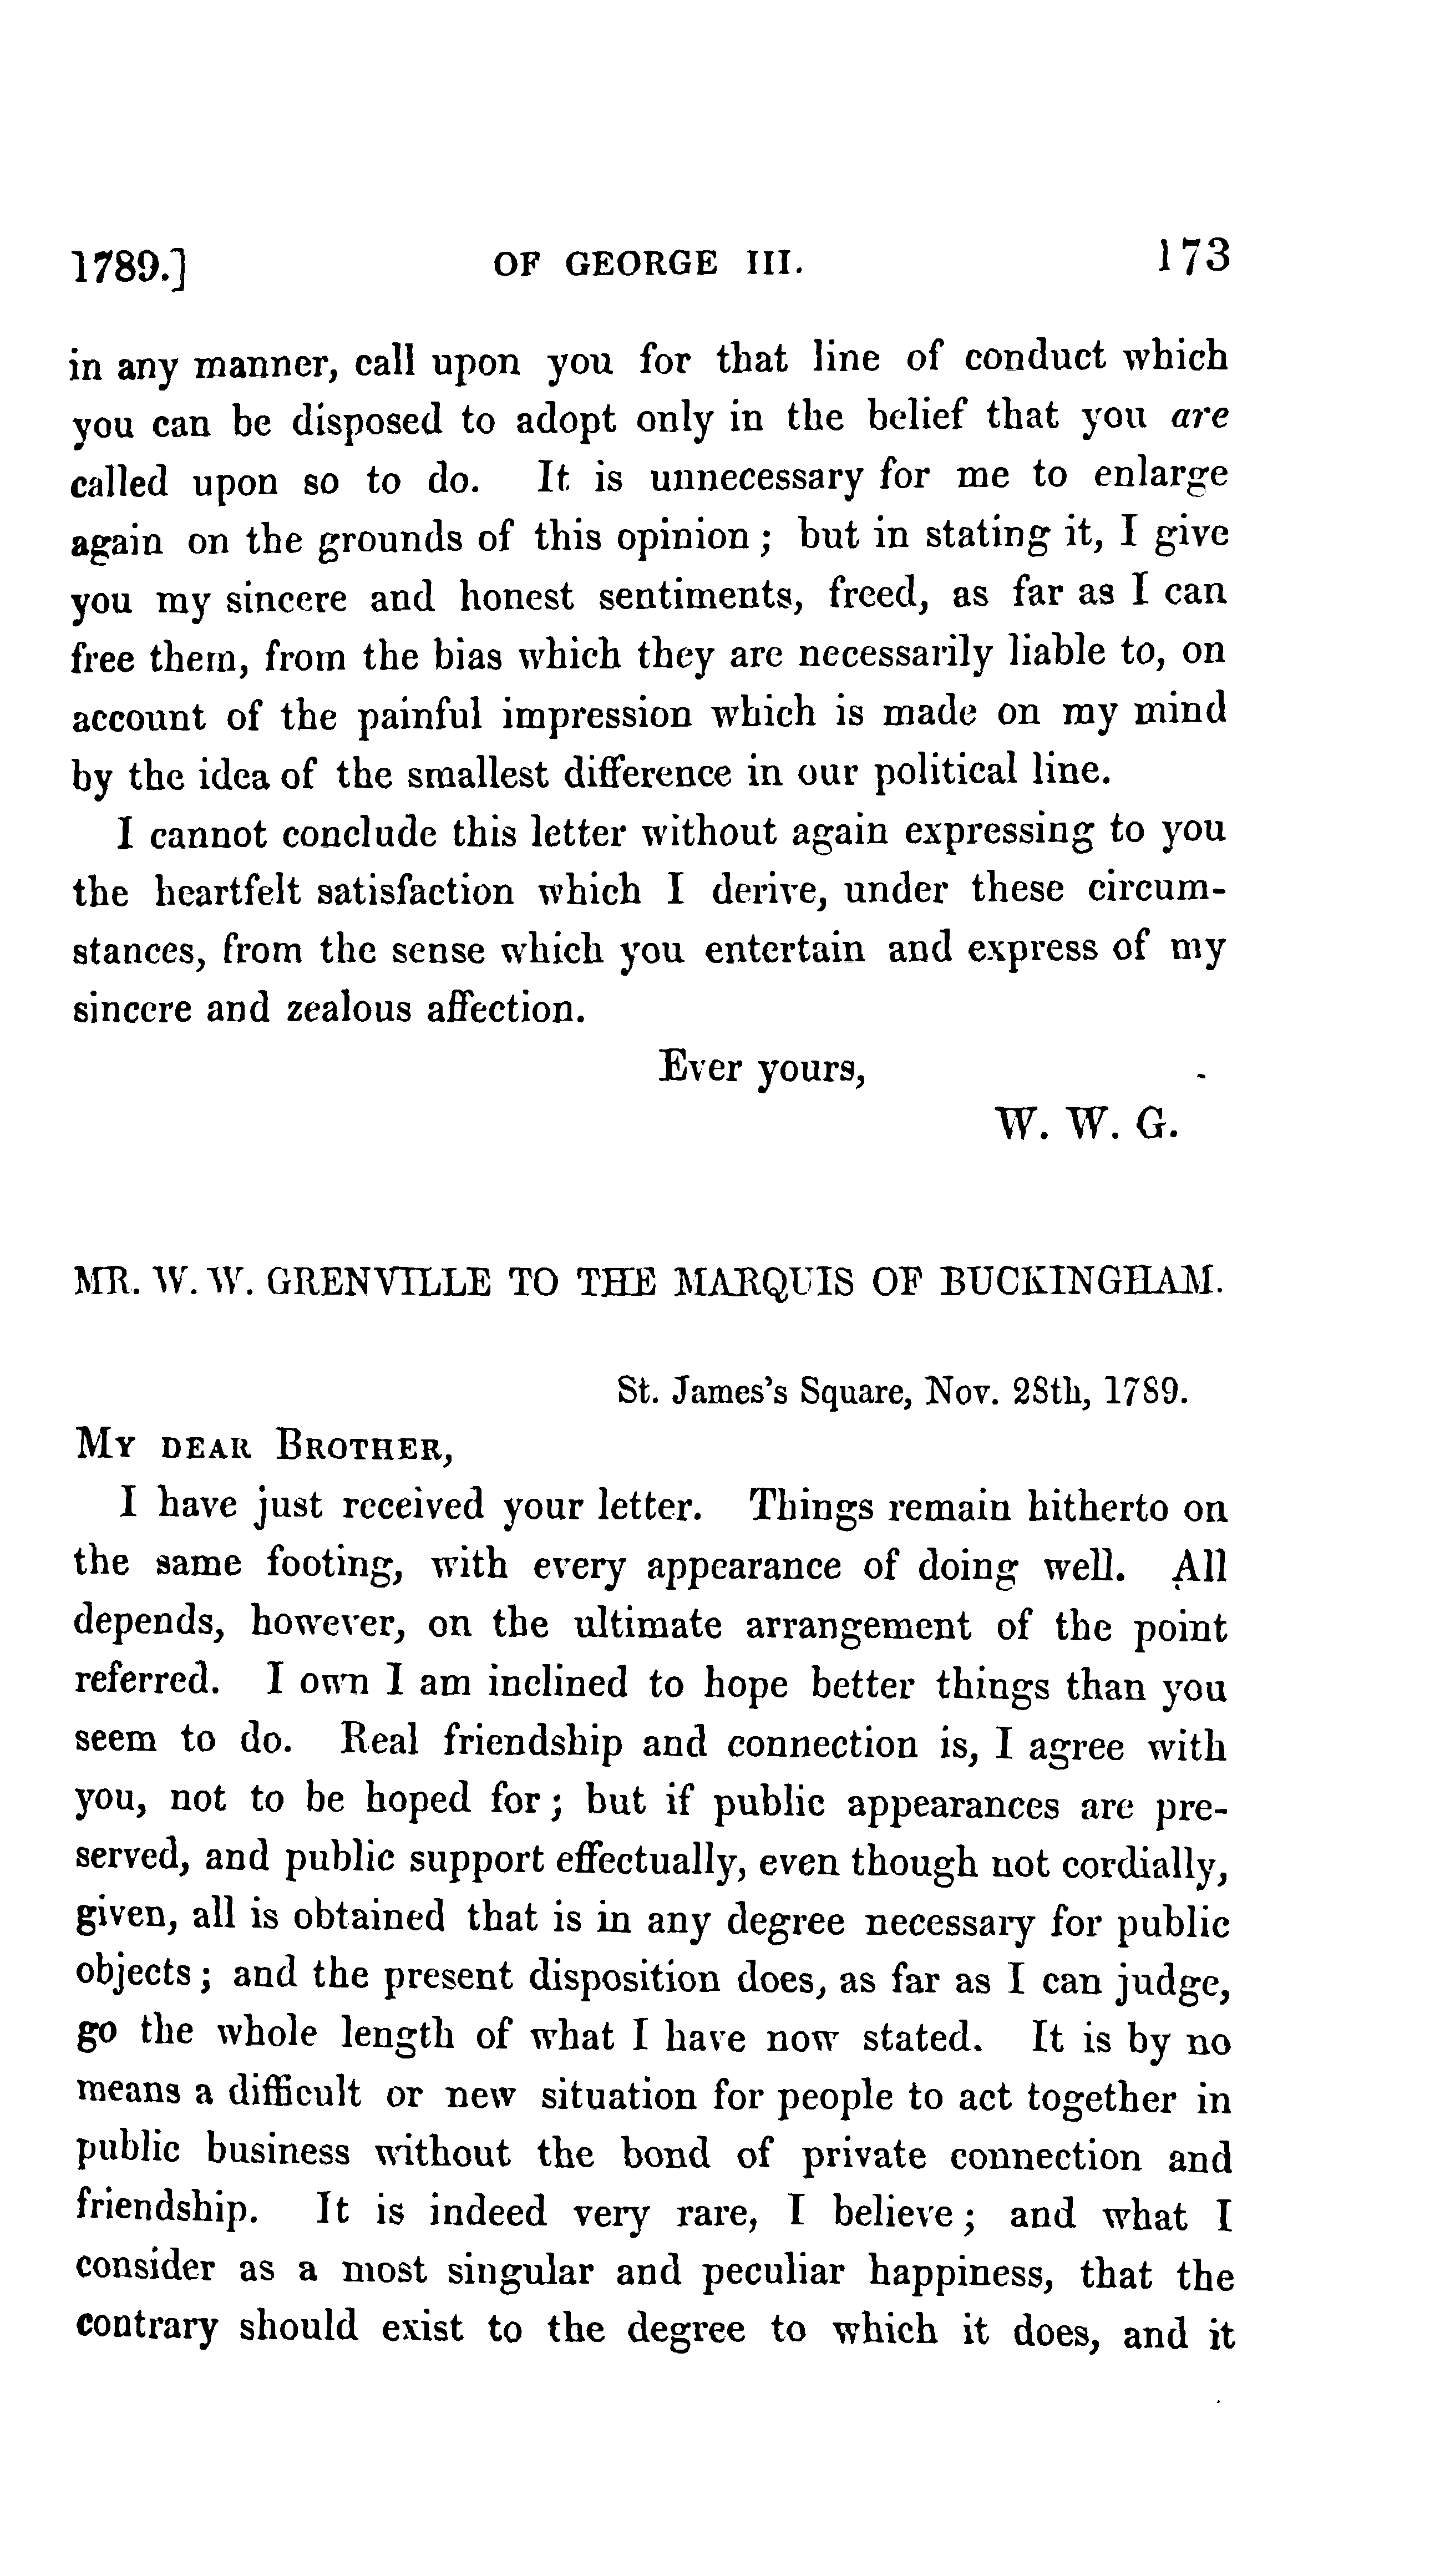 1789.] OF GEORGE III. 173
in any manner, call upon you for that line of conduct which
you can be disposed to adopt only in the belief that you are
called upon so to do. It is unnecessary for me to enlarge
again on the grounds of this opinion; but in stating it, I give
you my sincere and honest sentiments, freed, as far as I can
free them, from the bias which they are necessarily liable to, on
account of the painful impression which is made on my mind
by the idea of the smallest difference in our political line.
I cannot conclude this letter without again expressing to you
the heartfelt satisfaction which I derive, under these circum-
stances, from the sense which you entertain and express of my
sincere and zealous affection.
Ever yours,
W. W. G.
MR. W. W. GRENVILLE TO THE MARQUIS OF BUCKINGHAM.
St. James's Square, Nov. 28th, 1789.
MY DEAR BROTHER,
I have just received your letter. Things remain hitherto on
the same footing, with every appearance of doing well. All
depends, however, on the ultimate arrangement of the point
referred. I own I am inclined to hope better things than you
seem to do. Real friendship and connection is, I agree with
you, not to be hoped for; but if public appearances are pre-
served, and public support effectually, even though not cordially,
given, all is obtained that is in any degree necessary for public
objects; and the present disposition does, as far as I can judge,
go the whole length of what I have now stated. It is by no
means a difficult or new situation for people to act together in
public business without the bond of private connection and
friendship. It is indeed very rare, I believe; and what I
consider as a most singular and peculiar happiness, that the
contrary should exist to the degree to which it does, and it